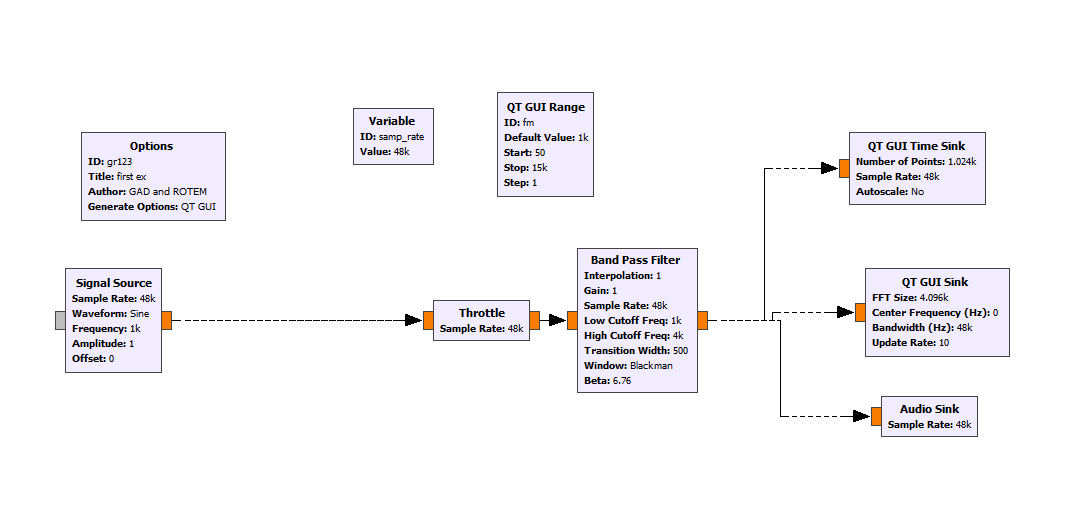 Options
ID: gr123
Title: first ex
Author: GAD and ROTEM
Generate Options: QT GUI
Variable
ID: samp_rate
Value: 48k
QT GUI Range
ID: fm
Default Value: 1k
Start: 50
Stop: 15k
Step: 1
QT GUI Time Sink
Number of Points: 1.024k
Sample Rate: 48k
Autoscale: No
Signal Source
Sample Rate: 48k
Waveform: Sine
Frequency: 1k
Amplitude: 1
Offset: 0
Throttle
Sample Rate: 48k
Band Pass Filter
Interpolation: 1
Gain: 1
Sample Rate: 48k
Low Cutoff Freq: 1k
High Cutoff Freq: 4k
Transition Width: 500
Window: Blackman
Beta: 6.76
QT GUI Sink
FFT Size: 4.096k
Center Frequency (Hz): 0
Bandwidth (Hz): 48k
Update Rate: 10
Audio Sink
Sample Rate: 48k